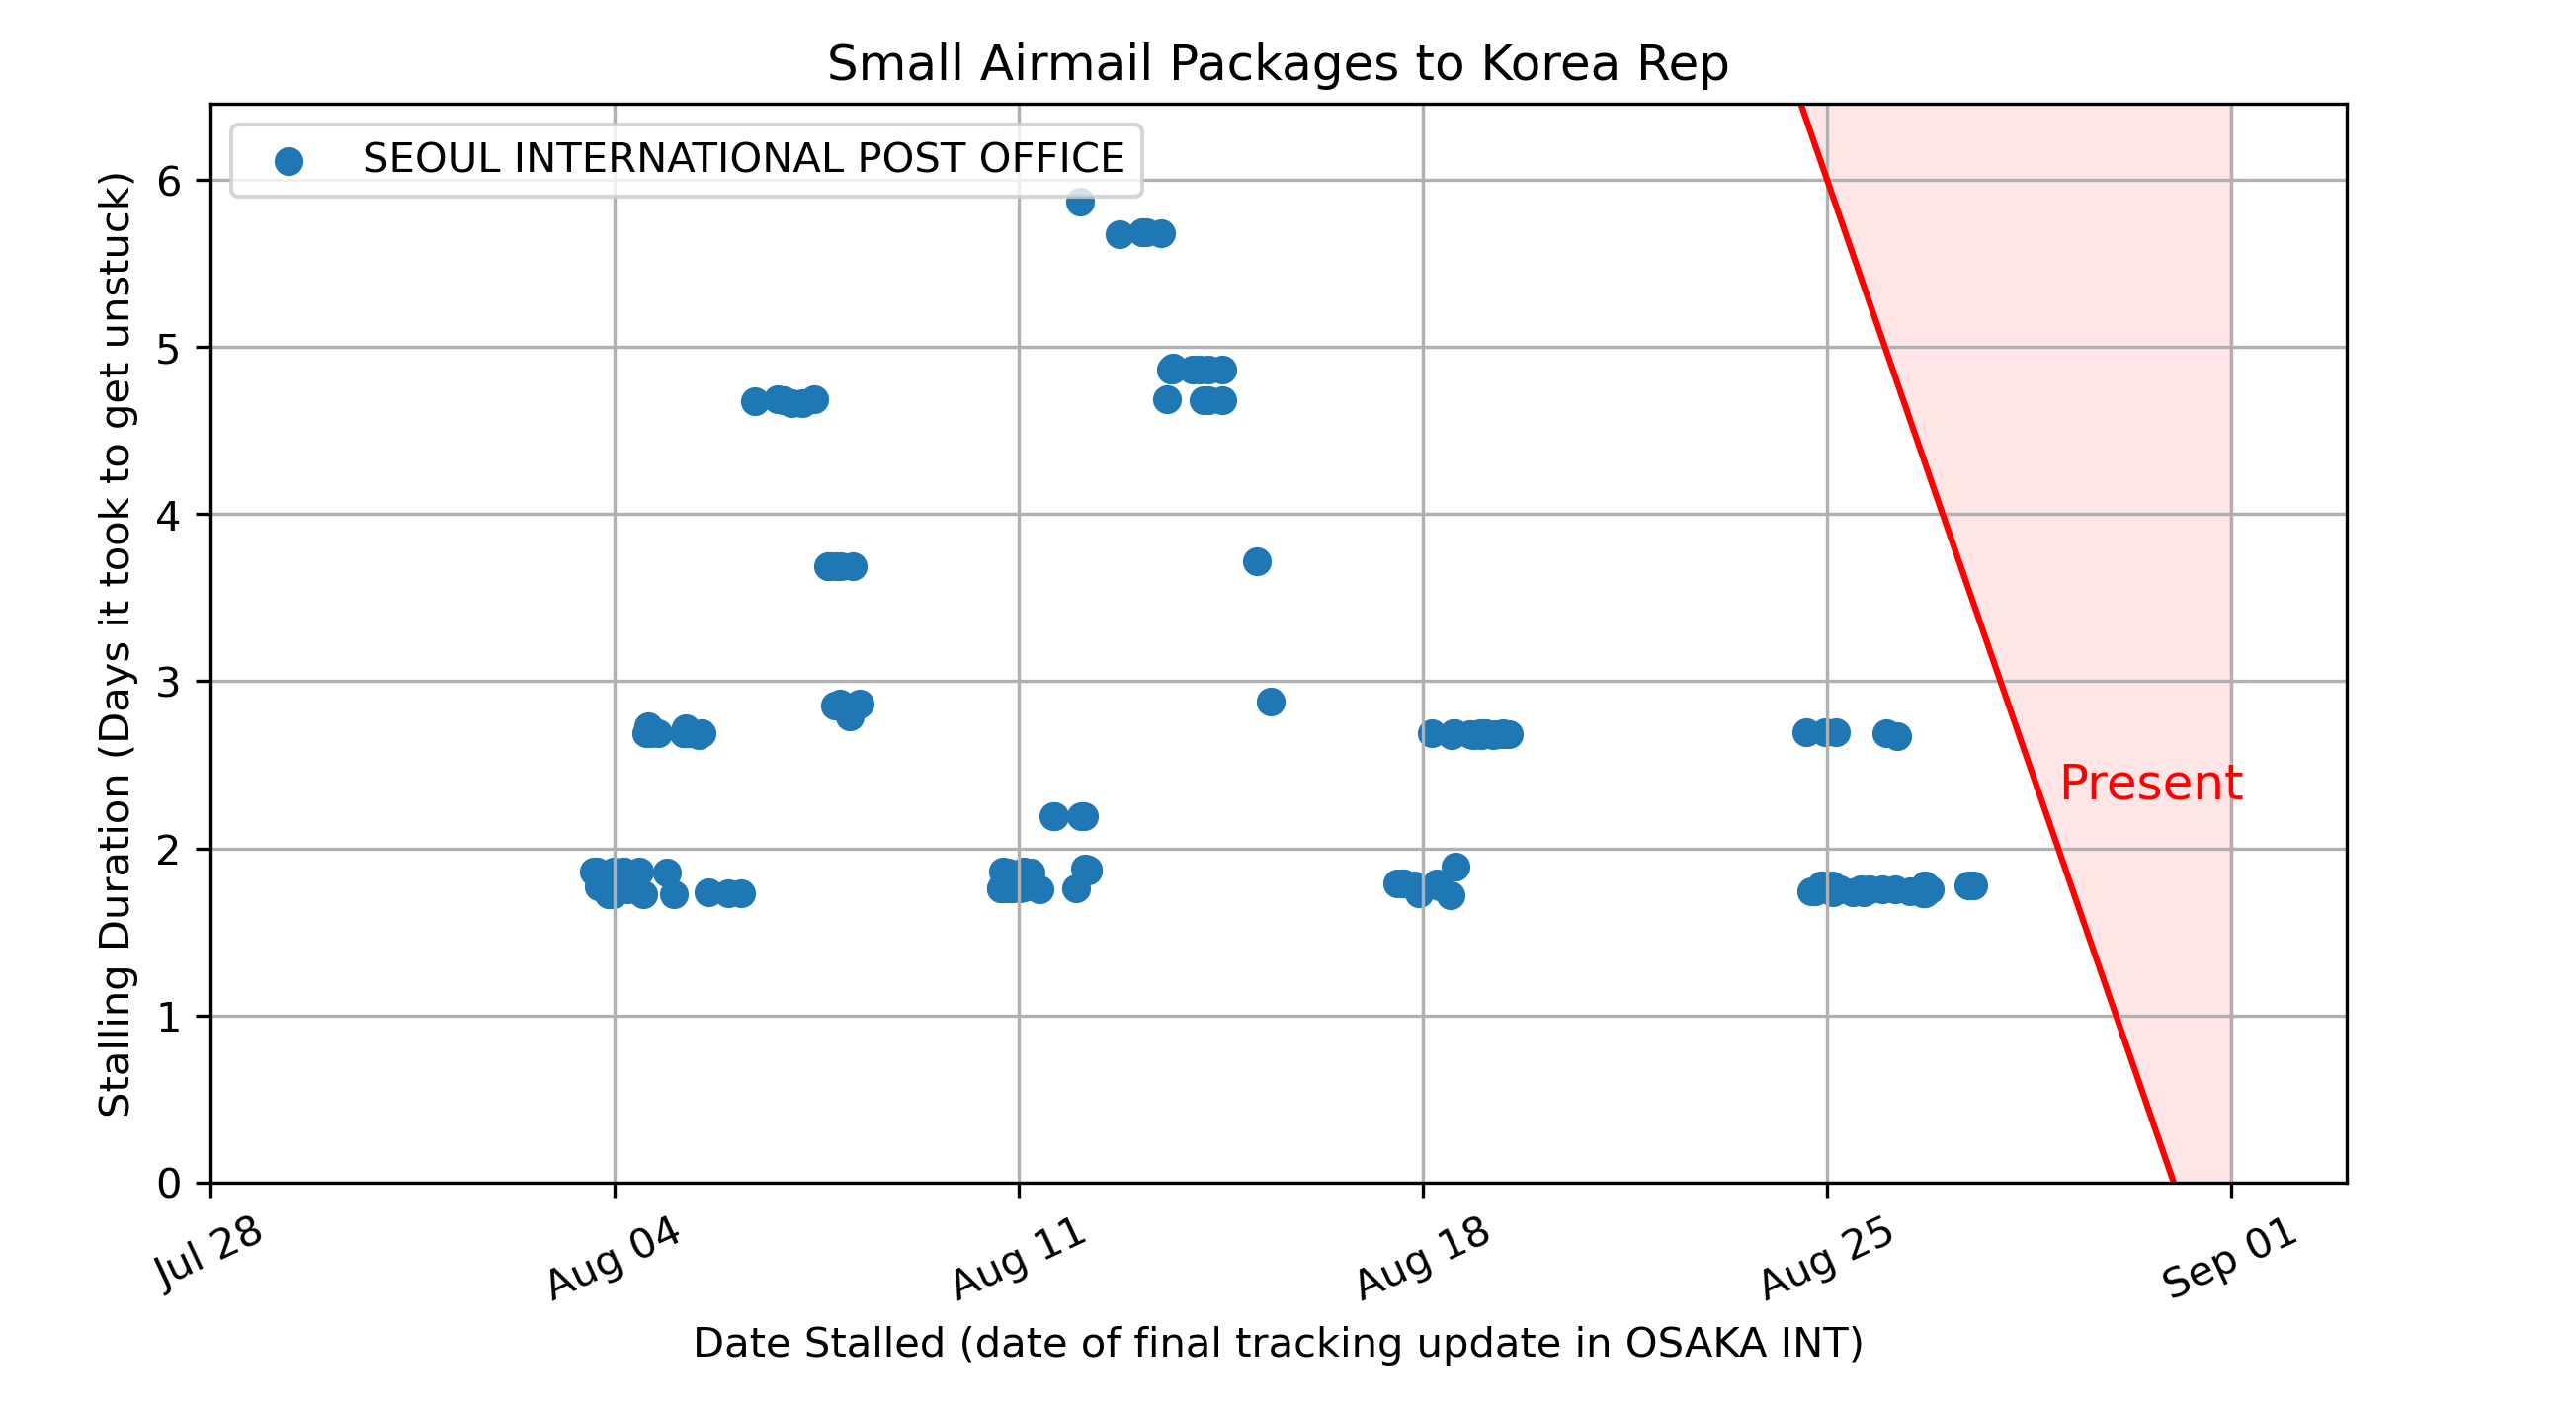 Small Airmail Packages to Korea Rep
SEOUL INTERNATIONAL POST OFFICE
Stalling Duration (Days it took to get unstuck)
6
5
4
3
2
1
0
Present
Jul 28
Aug 04
Aug 11
Aug 18
Aug 25
Sep 01
Date Stalled (date of final tracking update in OSAKA INT)